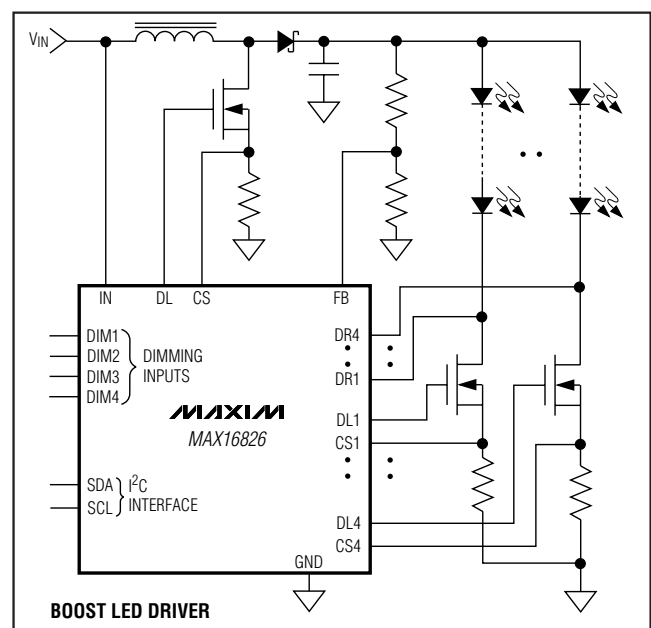 VIN
IN DL CS FB
DIM1
DIM2
DIM3
DIM4
DIMMING
INPUTS
DR4
DR1
DL1
CS1
MAXIM
MAX16826
SDA
SCL
I²C
INTERFACE
DL4
CS4
GND
BOOST LED DRIVER